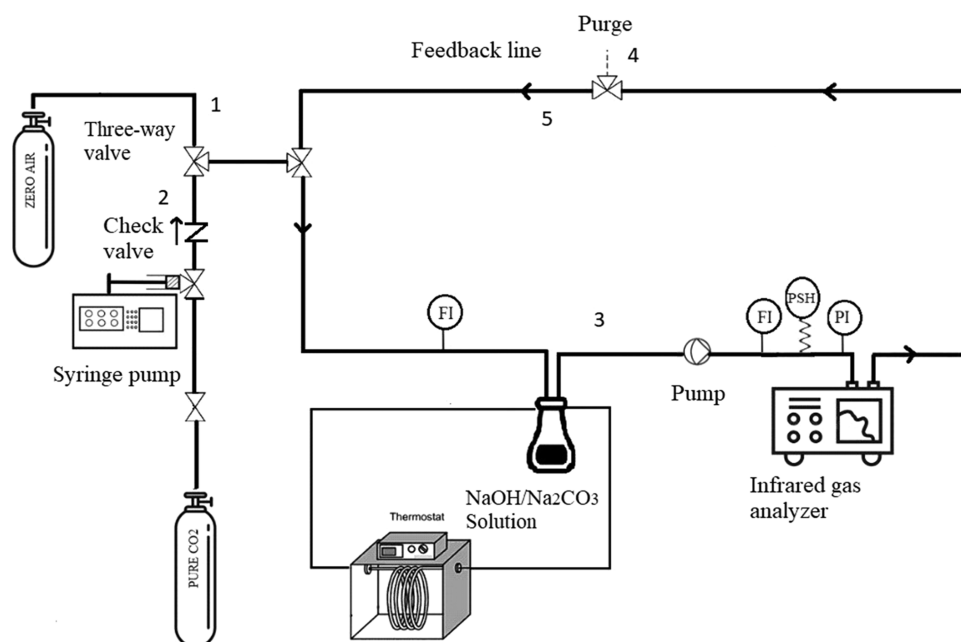 Purge
Feedback line
4
1
5
Three-way
valve
ZERO AIR
2
Check
valve
FI
3
FI
PSH
PI
Syringe pump
Pump
NaOH/Na2CO3
Solution
Infrared gas
analyzer
Thermostat
PURE CO2